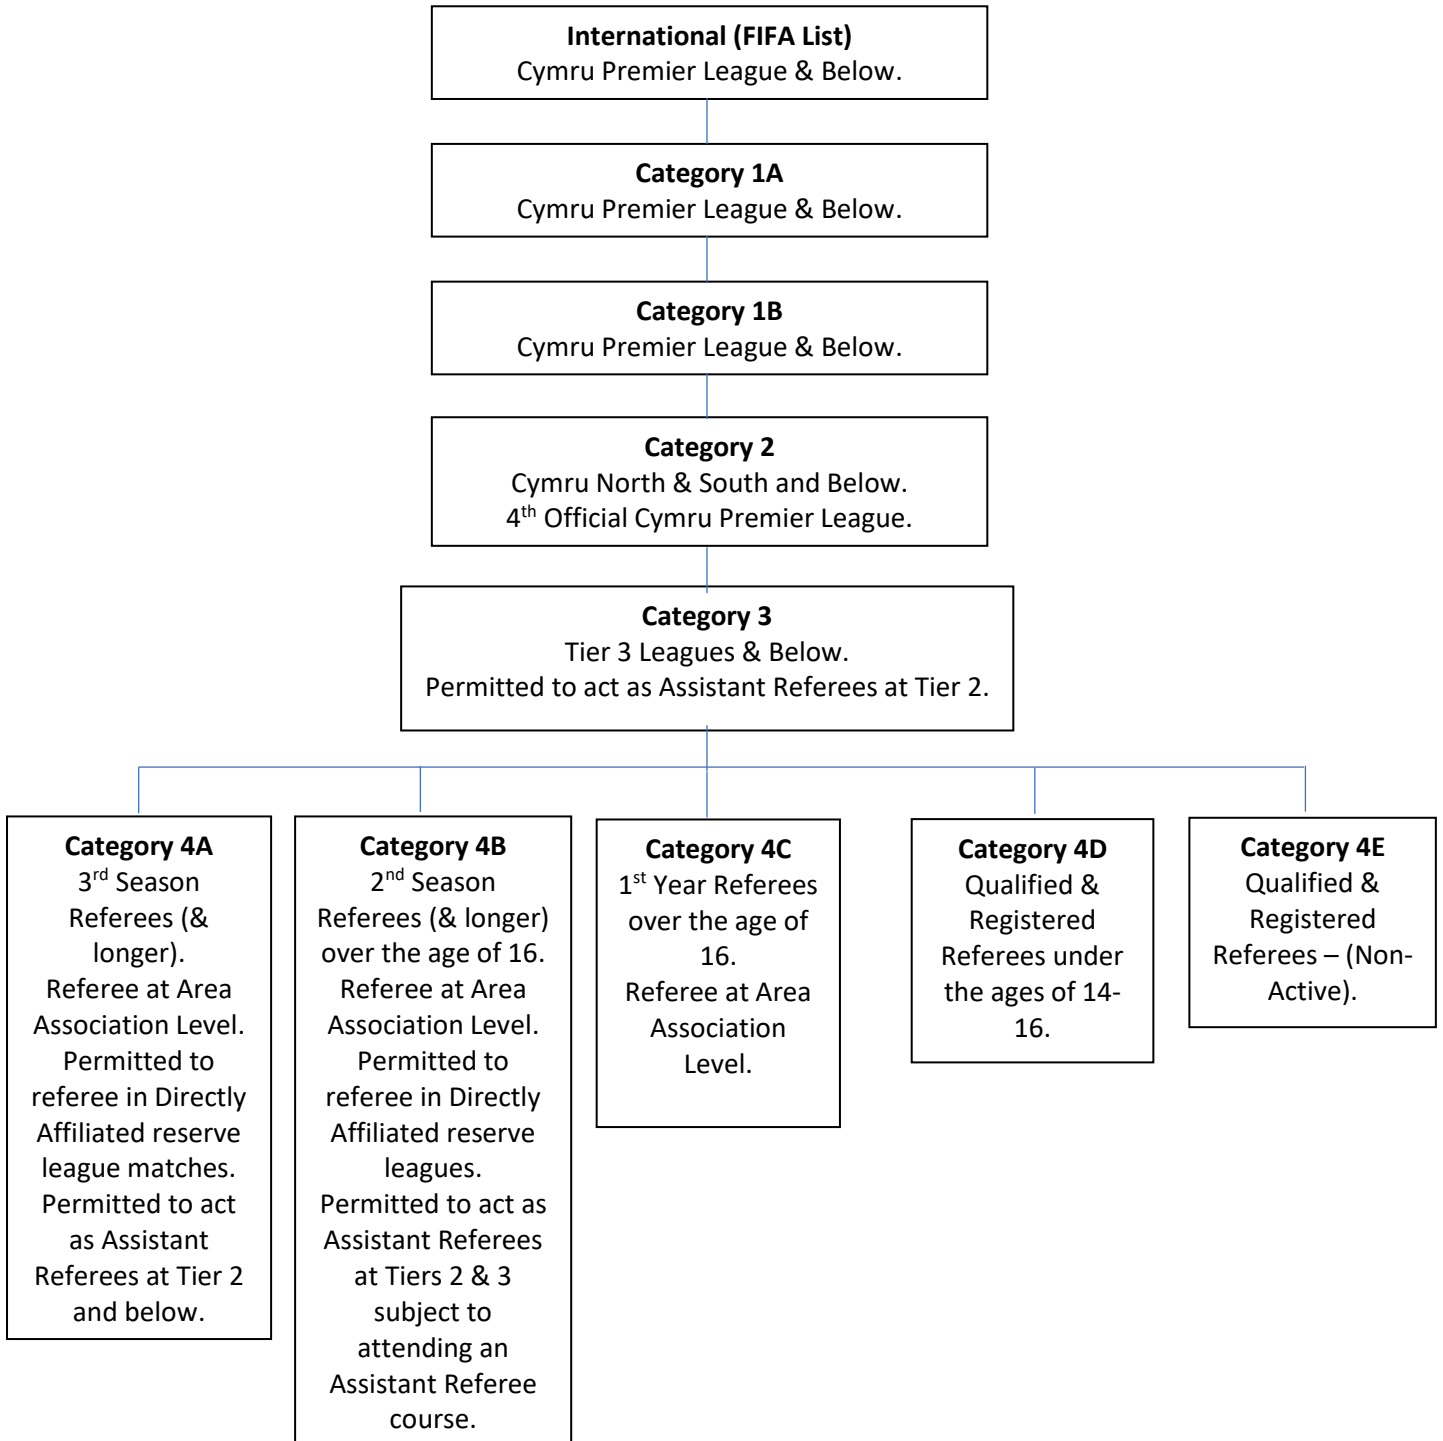 International (FIFA List)
Cymru Premier League & Below.
Category 1A
Cymru Premier League & Below.
Category 1B
Cymru Premier League & Below.
Category 2
Cymru North & South and Below.
4th Official Cymru Premier League.
Category 3
Tier 3 Leagues & Below.
Permitted to act as Assistant Referees at Tier 2.
Category 4A
3rd Season
Referees (&
longer).
Referee at Area
Association Level.
Permitted to
referee in Directly
Affiliated reserve
league matches.
Permitted to act
as Assistant
Referees at Tier 2
and below.
Category 4B
2nd Season
Referees (& longer)
over the age of 16.
Referee at Area
Association Level.
Permitted to
referee in Directly
Affiliated reserve
leagues.
Permitted to act as
Assistant Referees
at Tiers 2 & 3
subject to
attending an
Assistant Referee
course.
Category 4C
1st Year Referees
over the age of
16.
Referee at Area
Association
Level.
Category 4D
Qualified &
Registered
Referees under
the ages of 14-
16.
Category 4E
Qualified &
Registered
Referees – (Non-
Active).